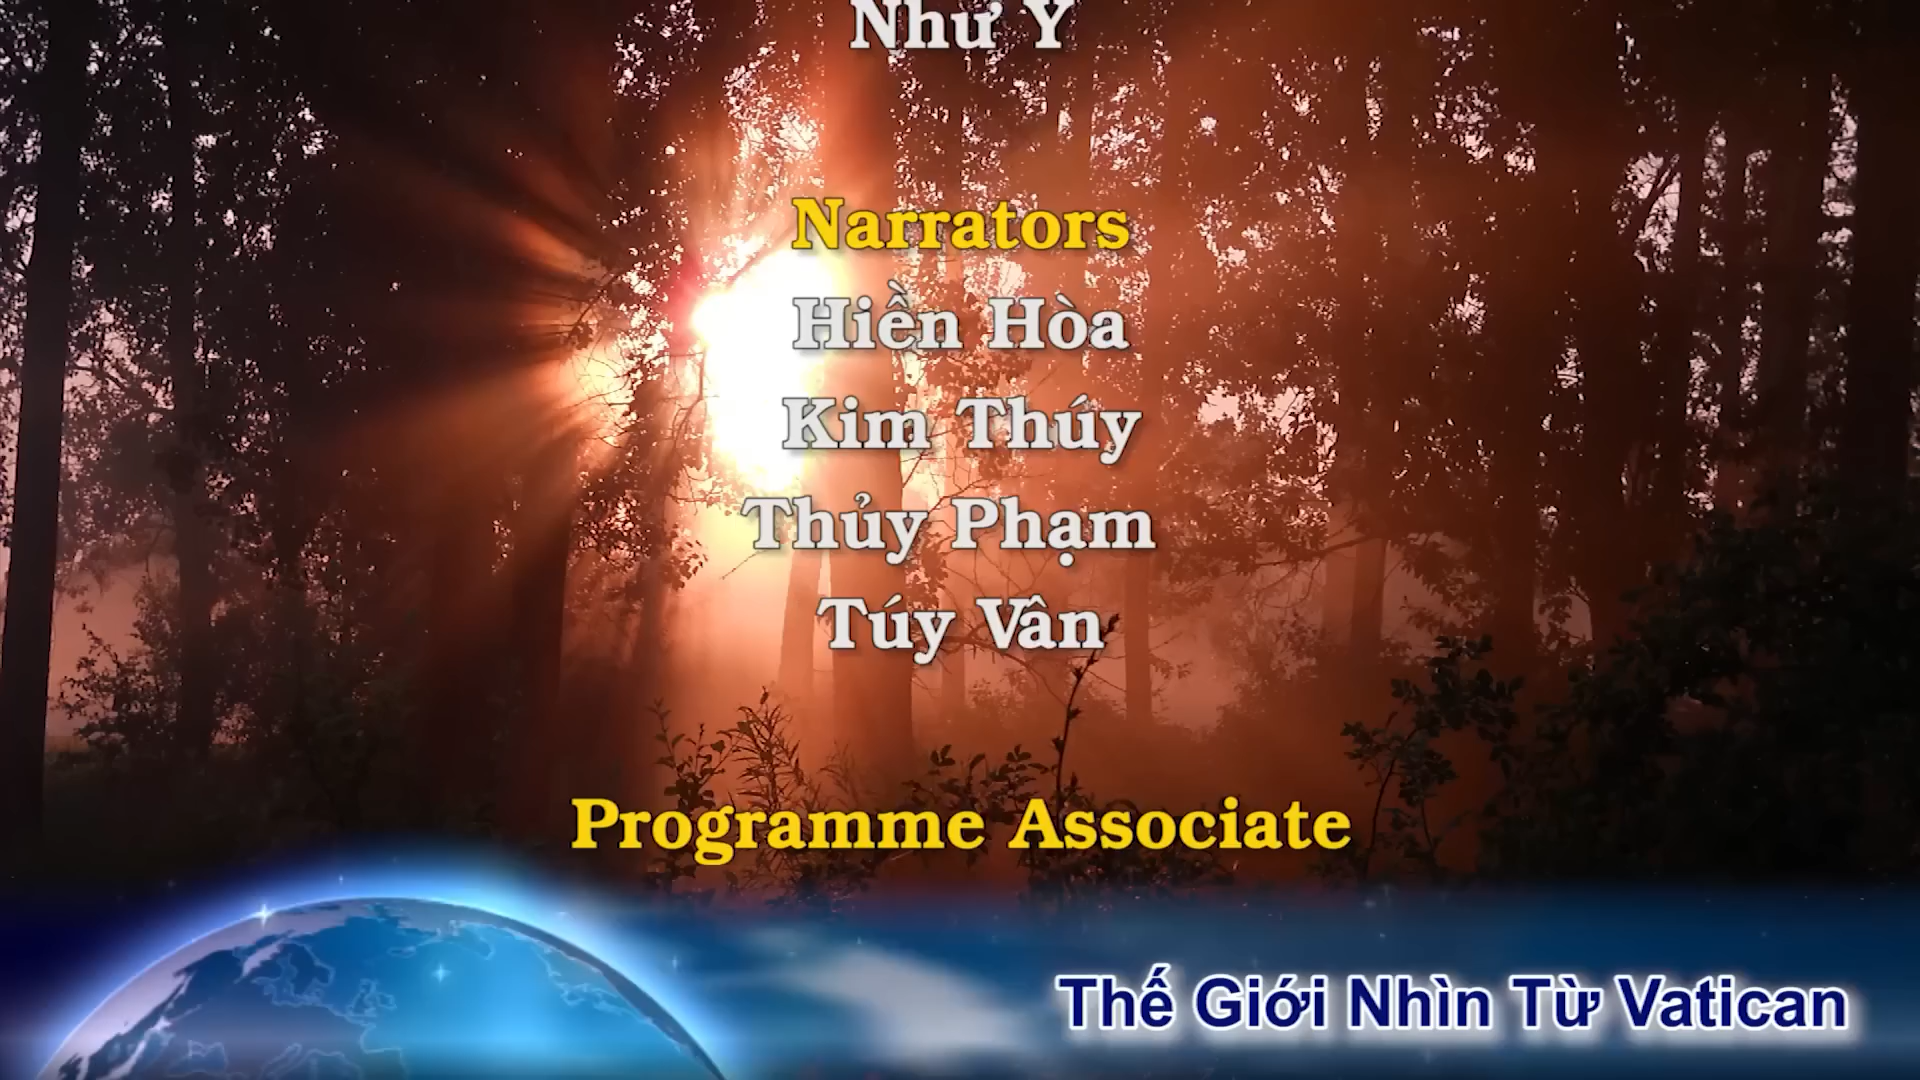 Như Ý
Narrators
Hiền Hòa
Kim Thúy
Thủy Phạm
Túy Vân
Programme Associate
Thế Giới Nhìn Từ Vatican